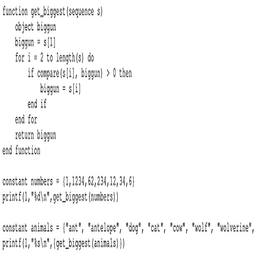 function get_biggest(sequence s)
    object biggun
    biggun = s[1]
    for i = 2 to length(s) do
        if compare(s[i], biggun) > 0 then
            biggun = s[i]
        end if
    end for
    return biggun
end function

constant numbers = {1,1234,62,234,12,34,6}
printf(1,"%d\n",get_biggest(numbers))

constant animals = {"ant", "antelope", "dog", "cat", "cow", "wolf", "wolverine",
printf(1,"%s\n",{get_biggest(animals)})